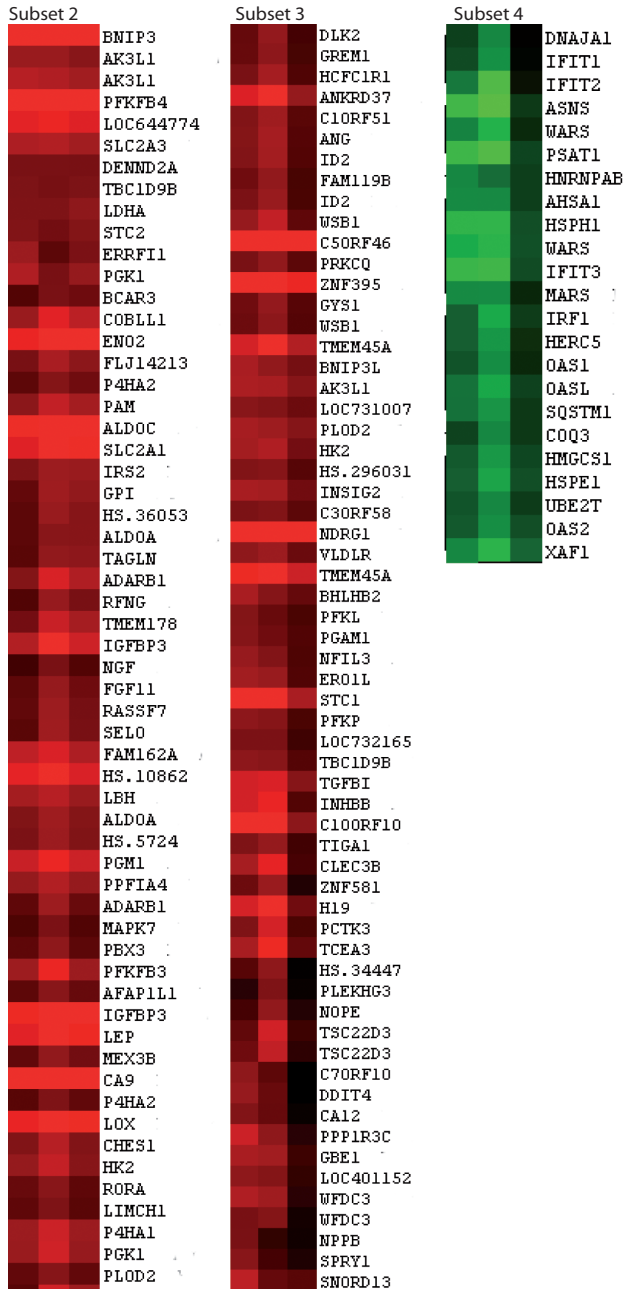 Subset 2
BNIP3
AK3L1
AK3L1
PFKFB4
LOC644774
SLC2A3
DENND2A
TBC1D9B
LDHA
STC2
ERRFI1
PGK1
BCAR3
COBLL1
ENO2
FLJ14213
P4HA2
PAM
ALDOC
SLC2A1
IRS2
GPI
HS.36053
ALDOA
TAGLN
ADARB1
RFNG
TMEM178
IGFBP3
NGF
FGF11
RASSF7
SELO
FAM162A
HS.10862
LBH
ALDOA
HS.5724
PGM1
PPFIA4
ADARB1
MAPK7
PBX3
PFKFB3
AFAP1L1
IGFBP3
LEP
MEX3B
CA9
P4HA2
LOX
CHES1
HK2
RORA
LIMCH1
P4HA1
PGK1
PLOD2
Subset 3
DLK2
GREM1
HCFC1R1
ANKRD37
C10RF51
ANG
ID2
FAM119B
ID2
WSB1
C5ORF46
PRKCQ
ZNF395
GYS1
WSB1
TMEM45A
BNIP3L
AK3L1
LOC731007
PLOD2
HK2
HS.296031
INSIG2
C3ORF58
NDRG1
VLDLR
TMEM45A
BHLHB2
PFKL
PGAM1
NFIL3
ERO1L
STC1
PFKP
LOC732165
TBC1D9B
TGFBI
INHBB
C10ORF10
TIGA1
CLEC3B
ZNF581
H19
PCTK3
TCEA3
HS.34447
PLEKHG3
NOPE
TSC22D3
TSC22D3
C7ORF10
DDIT4
CA12
PPP1R3C
GBE1
LOC401152
WFDC3
WFDC3
NPPB
SPRY1
SNORD13
Subset 4
DNAJA1
IFIT1
IFIT2
ASNS
WARS
PSAT1
HNRNPAB
AHSA1
HSPH1
WARS
IFIT3
MARS
IRF1
HERC5
OAS1
OASL
SQSTM1
COQ3
HMGCS1
HSPE1
UBE2T
OAS2
XAF1